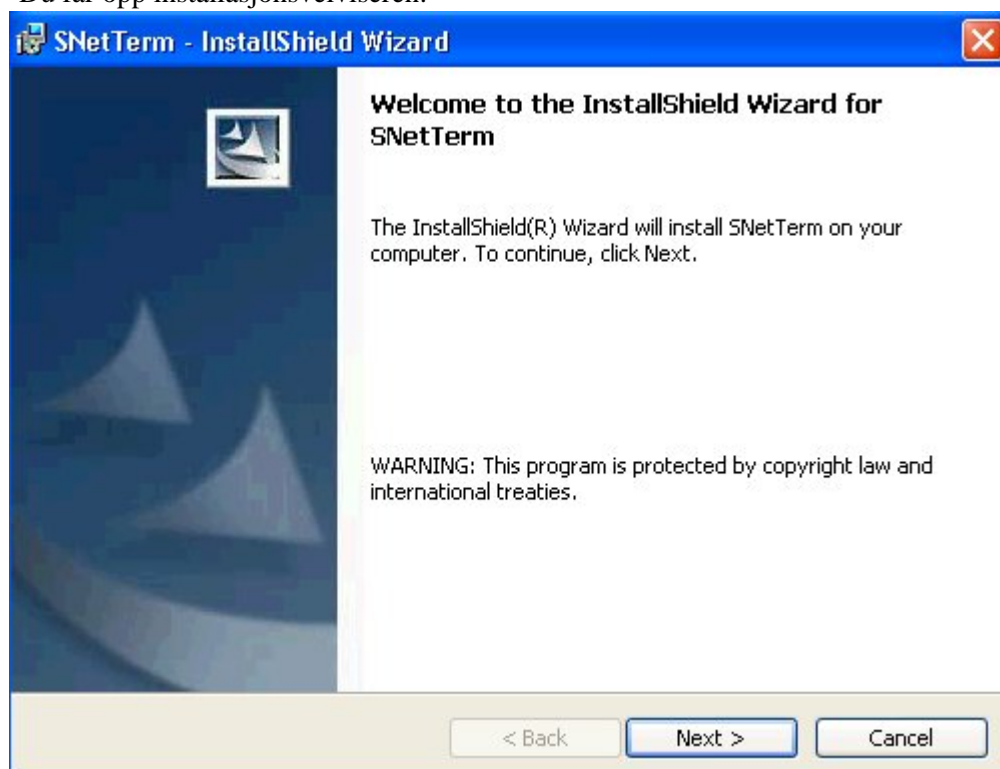 Du får opp installasjonsveiviseren:
SNetTerm - InstallShield Wizard
Welcome to the InstallShield Wizard for
SNetTerm
The InstallShield(R) Wizard will install SNetTerm on your
computer. To continue, click Next.
WARNING: This program is protected by copyright law and
international treaties.
< Back
Next >
Cancel